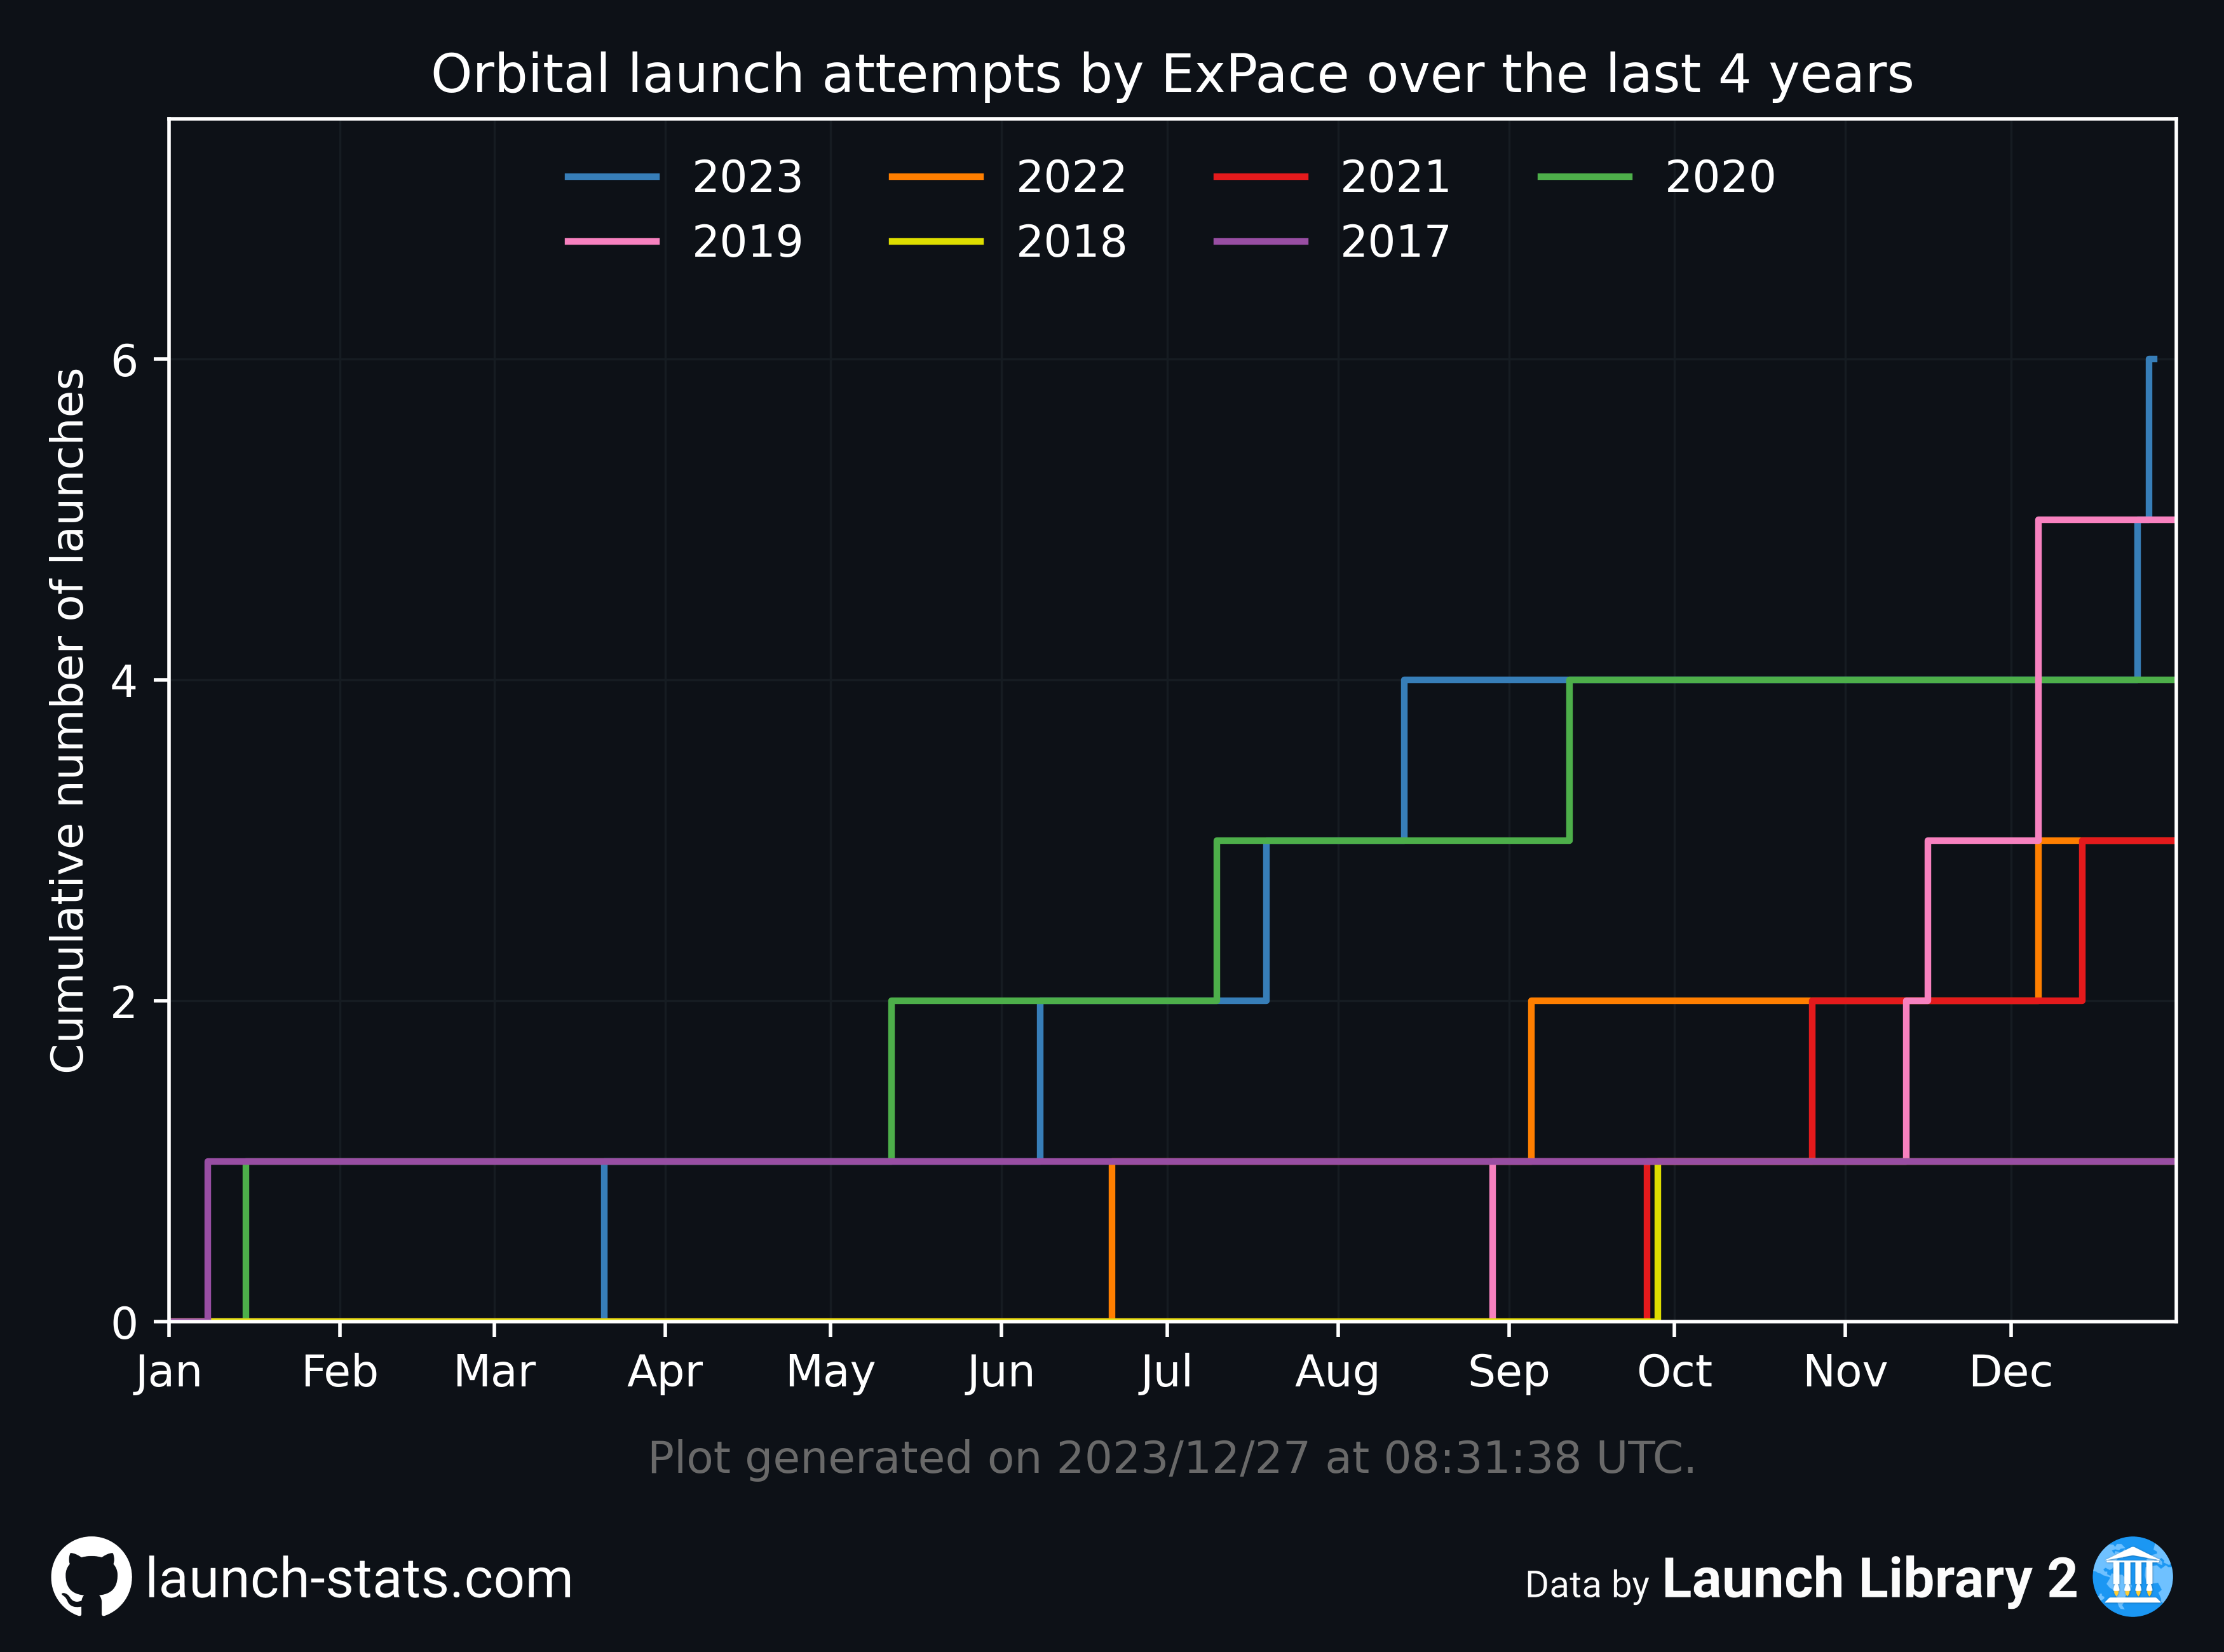 Orbital launch attempts by ExPace over the last 4 years
2023 2022 2021 2020
2019 2018 2017
Cumulative number of launches
6
4
2
0
Jan Feb Mar Apr May Jun Jul Aug Sep Oct Nov Dec
Plot generated on 2023/12/27 at 08:31:38 UTC.
launch-stats.com
Data by Launch Library 2